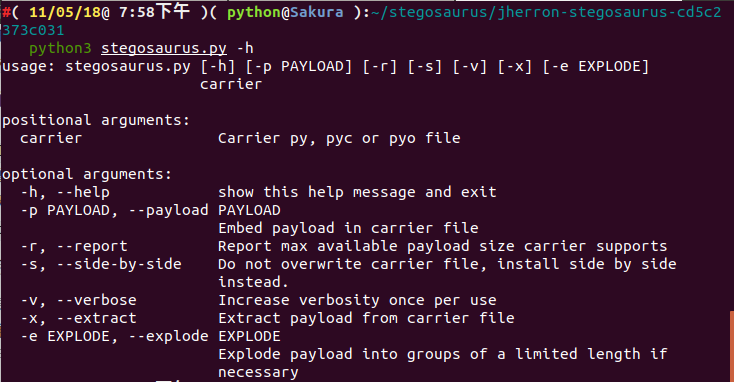 #( 11/05/18@ 7:58下午 )( python@Sakura ):~/stegosaurus/jherron-stegosaurus-cd5c2
373c031
python3 stegosaurus.py -h
usage: stegosaurus.py [-h] [-p PAYLOAD] [-r] [-s] [-v] [-x] [-e EXPLODE]
carrier
positional arguments:
carrier Carrier py, pyc or pyo file
optional arguments:
-h, --help show this help message and exit
-p PAYLOAD, --payload PAYLOAD
Embed payload in carrier file
-r, --report Report max available payload size carrier supports
-s, --side-by-side Do not overwrite carrier file, install side by side
instead.
-v, --verbose Increase verbosity once per use
-x, --extract Extract payload from carrier file
-e EXPLODE, --explode EXPLODE
Explode payload into groups of a limited length if
necessary